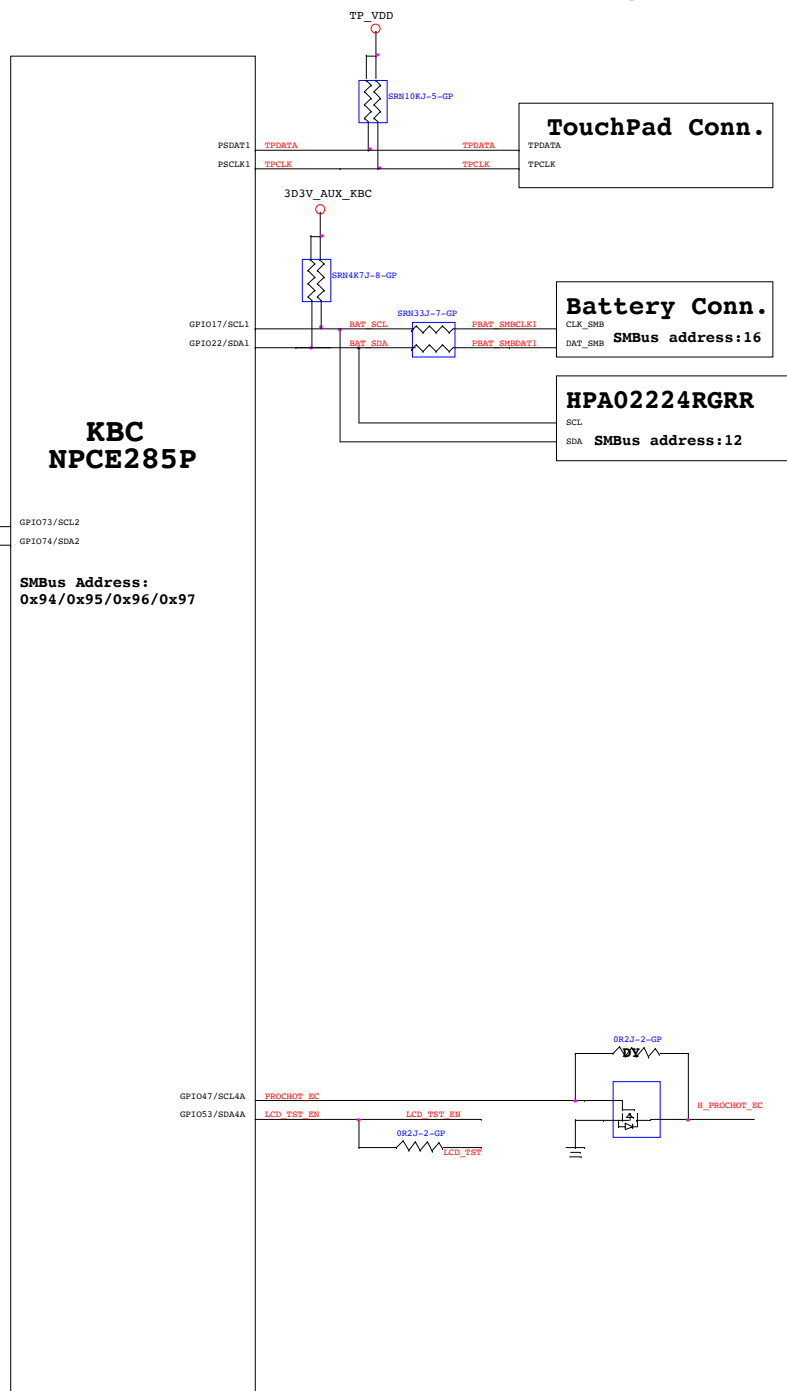 TP_VDD
SRN10KJ-5-GP
TouchPad Conn.
PSDAT1 TPDATA TPDATA TPDATA
PSCLK1 TPCLK TPCLK TPCLK
3D3V_AUX_KBC
SRN4K7J-8-GP
SRN33J-7-GP
Battery Conn.
GPIO17/SCL1 BAT_SCL PBAT_SMBCLK1 CLK_SMB
SMBus address:16
GPIO22/SDA1 BAT_SDA PBAT_SMBDAT1 DAT_SMB
HPA02224RGRR
SCL
SDA SMBus address:12
KBC
NPCE285P
GPIO73/SCL2
GPIO74/SDA2
SMBus Address:
0x94/0x95/0x96/0x97
0R2J-2-GP
DY
GPIO47/SCL4A PROCHOT_EC
H_PROCHOT_EC
GPIO53/SDA4A LCD_TST_EN LCD_TST_EN
0R2J-2-GP
LCD_TST